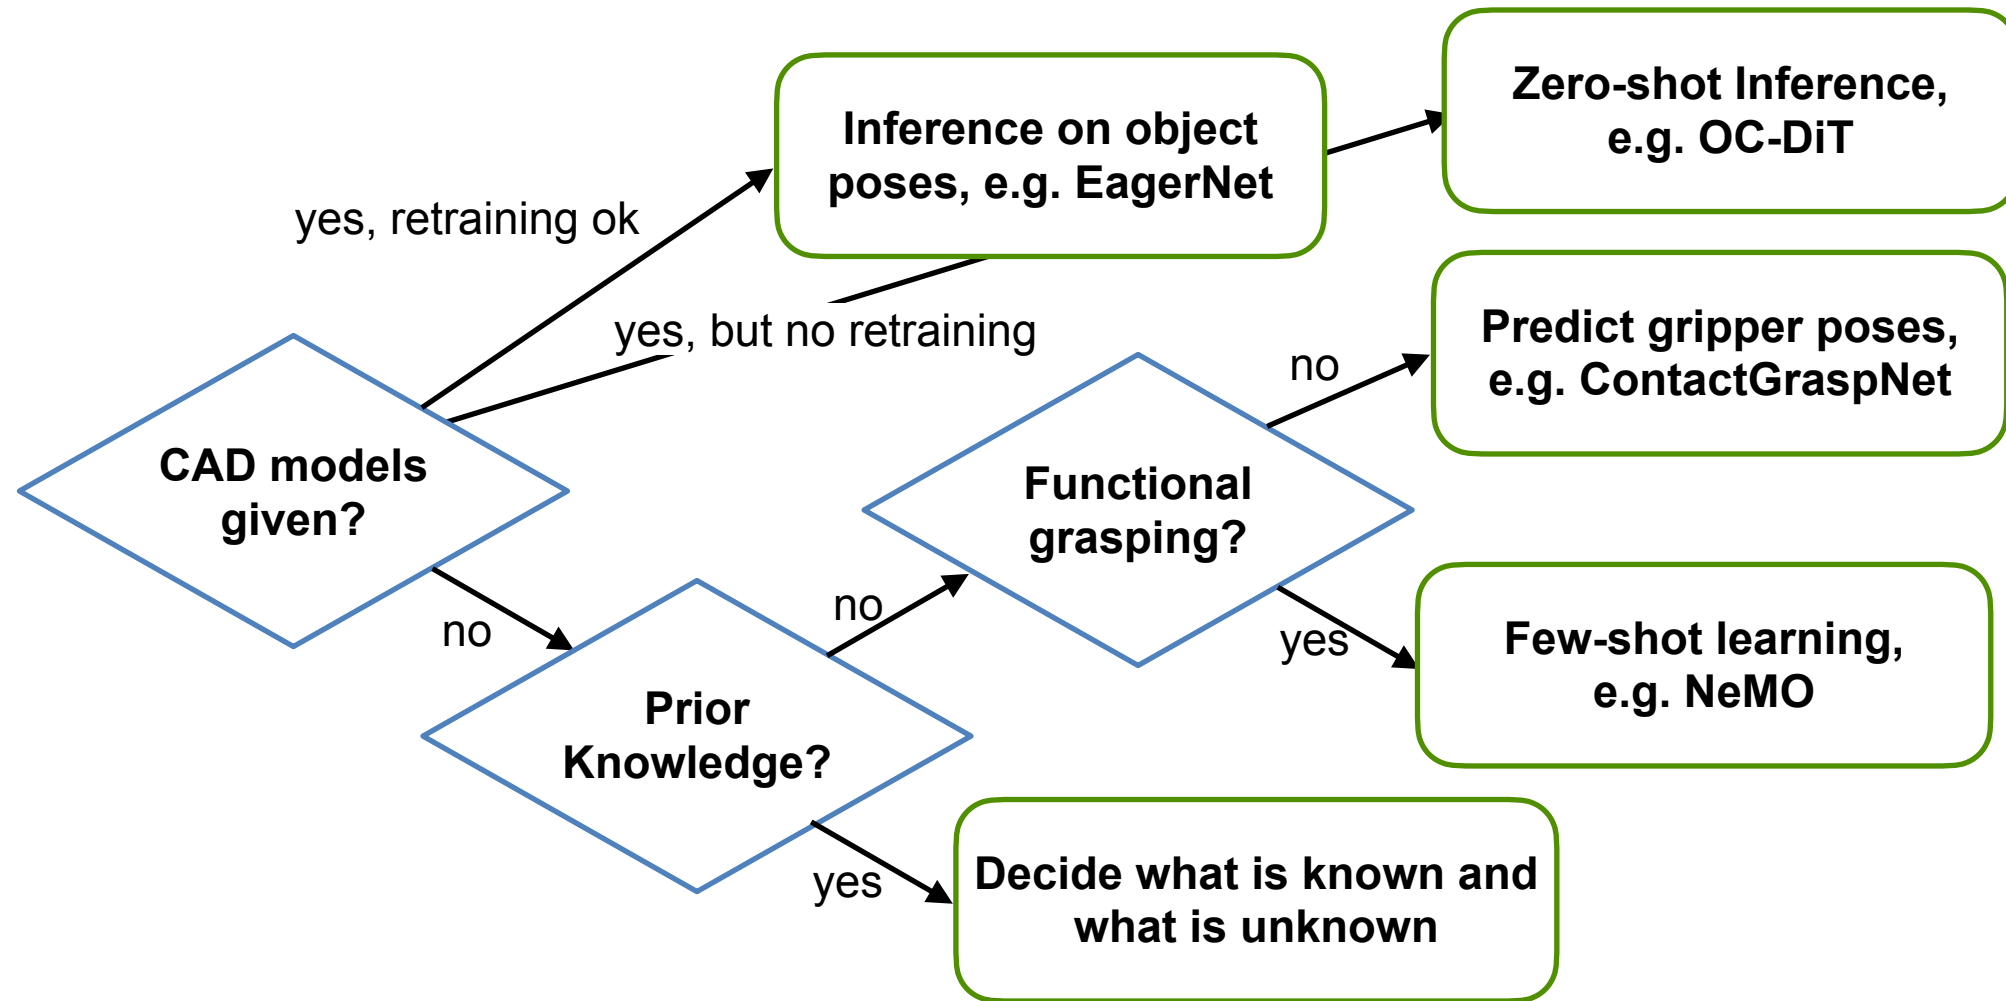 Zero-shot Inference,
e.g. OC-DiT
Inference on object
poses, e.g. EagerNet
yes, retraining ok
yes, but no retraining
Predict gripper poses,
e.g. ContactGraspNet
no
CAD models
given?
Functional
grasping?
no
no
yes
Few-shot learning,
e.g. NeMO
Prior
Knowledge?
yes
Decide what is known and
what is unknown